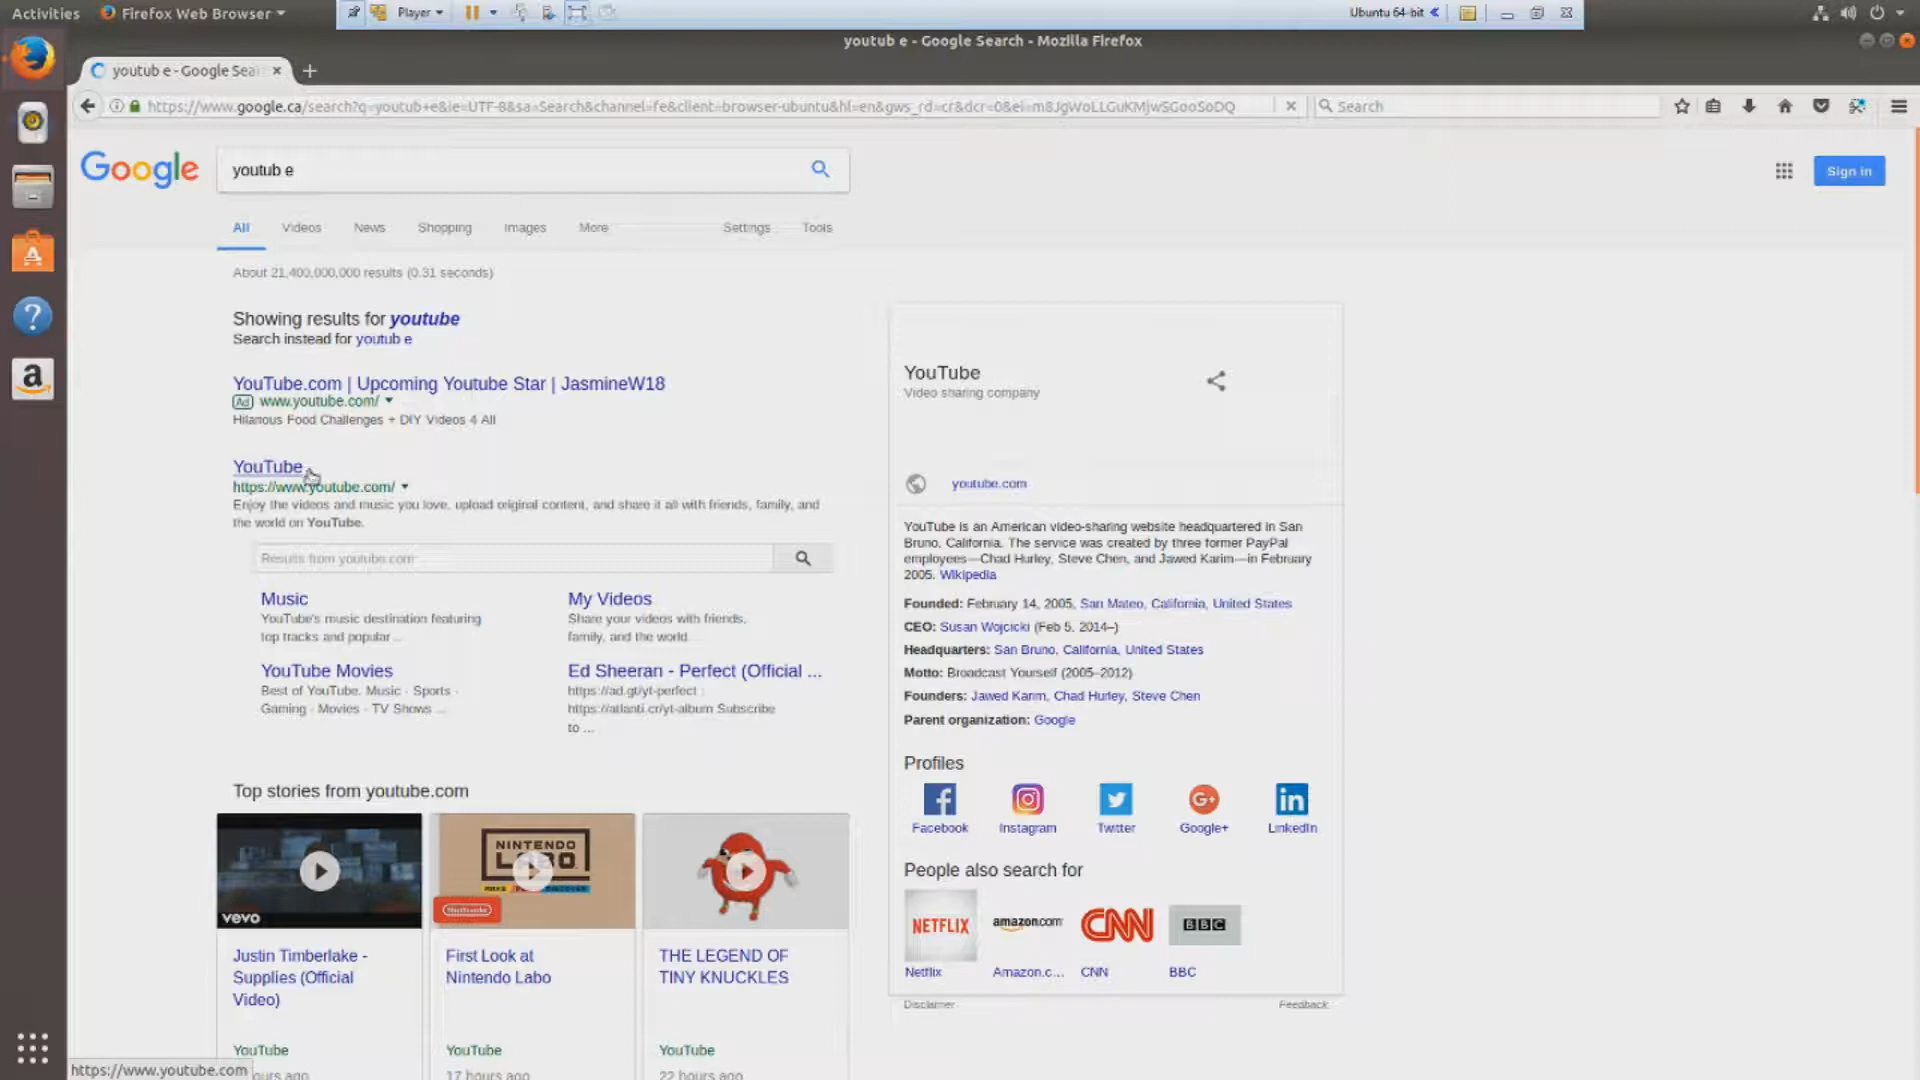 Activities
Firefox Web Browser
Player
Ubuntu 64-bit
youtub e - Google Search - Mozilla Firefox
youtub e - Google Sea
https://www.google.ca/search?q=youtub+e&ie=UTF-8&sa=Search&channel=fe&client=browser-ubuntu&hl=en&gws_rd=cr&dcr=0&ei=m8JgWoLLGuKMjwSGooSoDQ
Search
Google
youtub e
Sign in
All
Videos
News
Shopping
Images
More
Settings
Tools
About 21,400,000,000 results (0.31 seconds)
Showing results for youtube
Search instead for youtub e
YouTube.com | Upcoming Youtube Star | JasmineW18
Ad www.youtube.com/
Hilarious Food Challenges + DIY Videos 4 All
YouTube
https://www.youtube.com/
Enjoy the videos and music you love, upload original content, and share it all with friends, family, and
the world on YouTube.
Results from youtube.com
Music
YouTube's music destination featuring
top tracks and popular ...
My Videos
Share your videos with friends,
family, and the world.
YouTube Movies
Best of YouTube. Music - Sports -
Gaming - Movies - TV Shows ...
Ed Sheeran - Perfect (Official ...
https://ad.gt/yt-perfect :
https://atlanti.cr/yt-album Subscribe
to ...
Top stories from youtube.com
vevo
NINTENDO
LABO
Nintendo
Justin Timberlake -
Supplies (Official
Video)
YouTube
ours ago
First Look at
Nintendo Labo
YouTube
17 hours ago
THE LEGEND OF
TINY KNUCKLES
YouTube
22 hours ago
YouTube
Video sharing company
youtube.com
YouTube is an American video-sharing website headquartered in San
Bruno, California. The service was created by three former PayPal
employees—Chad Hurley, Steve Chen, and Jawed Karim—in February
2005. Wikipedia
Founded: February 14, 2005, San Mateo, California, United States
CEO: Susan Wojcicki (Feb 5, 2014–)
Headquarters: San Bruno, California, United States
Motto: Broadcast Yourself (2005–2012)
Founders: Jawed Karim, Chad Hurley, Steve Chen
Parent organization: Google
Profiles
Facebook
Instagram
Twitter
Google+
LinkedIn
People also search for
NETFLIX
amazon.com
CNN
BBC
Netflix
Amazon.c...
CNN
BBC
Disclaimer
Feedback
https://www.youtube.com